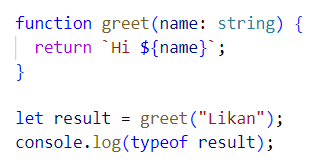 function greet(name: string) {
  return `Hi ${name}`;
}

let result = greet("Likan");
console.log(typeof result);